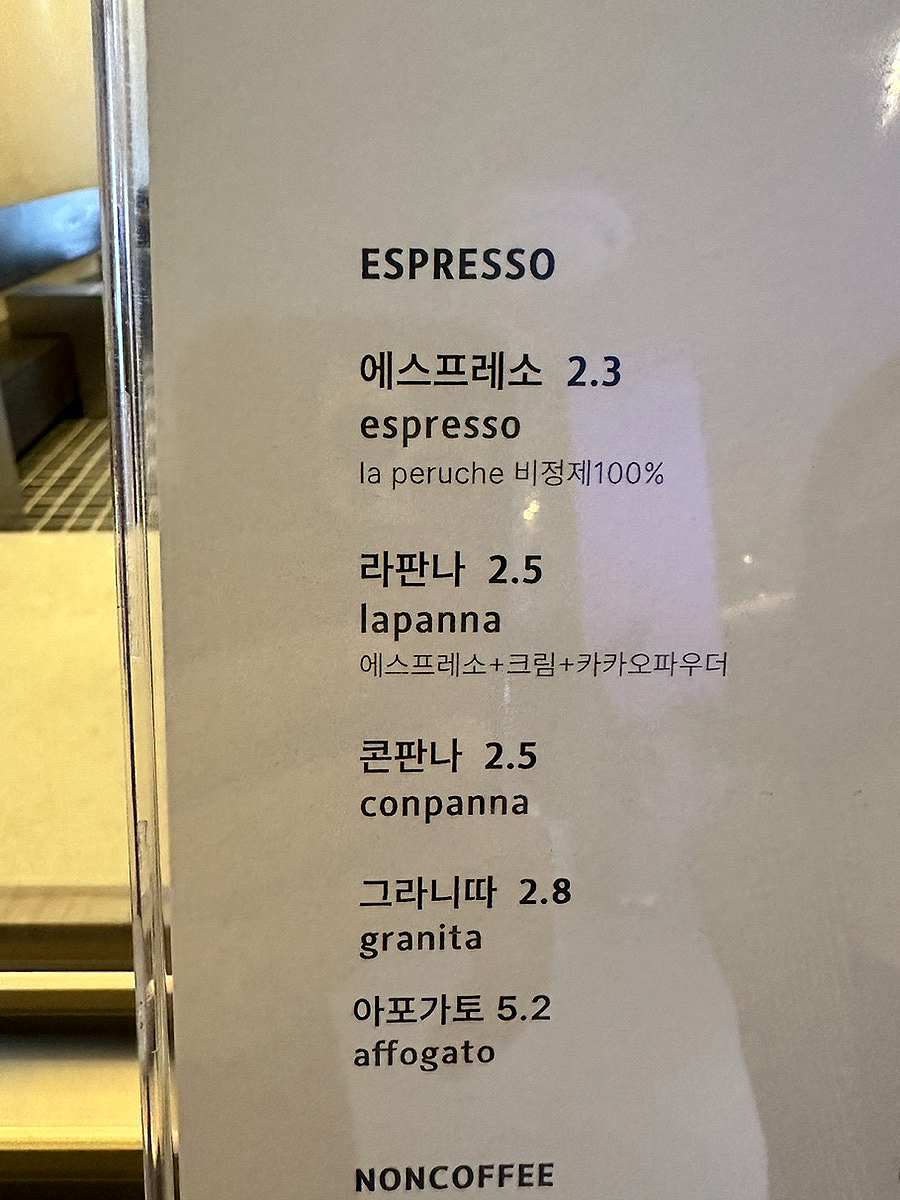 ESPRESSO
에스프레소 2.3
espresso
la peruche 비정제100%
라판나 2.5
lapanna
에스프레소+크림+카카오파우더
콘판나 2.5
conpanna
그라니따 2.8
granita
아포가토 5.2
affogato
NONCOFFEE